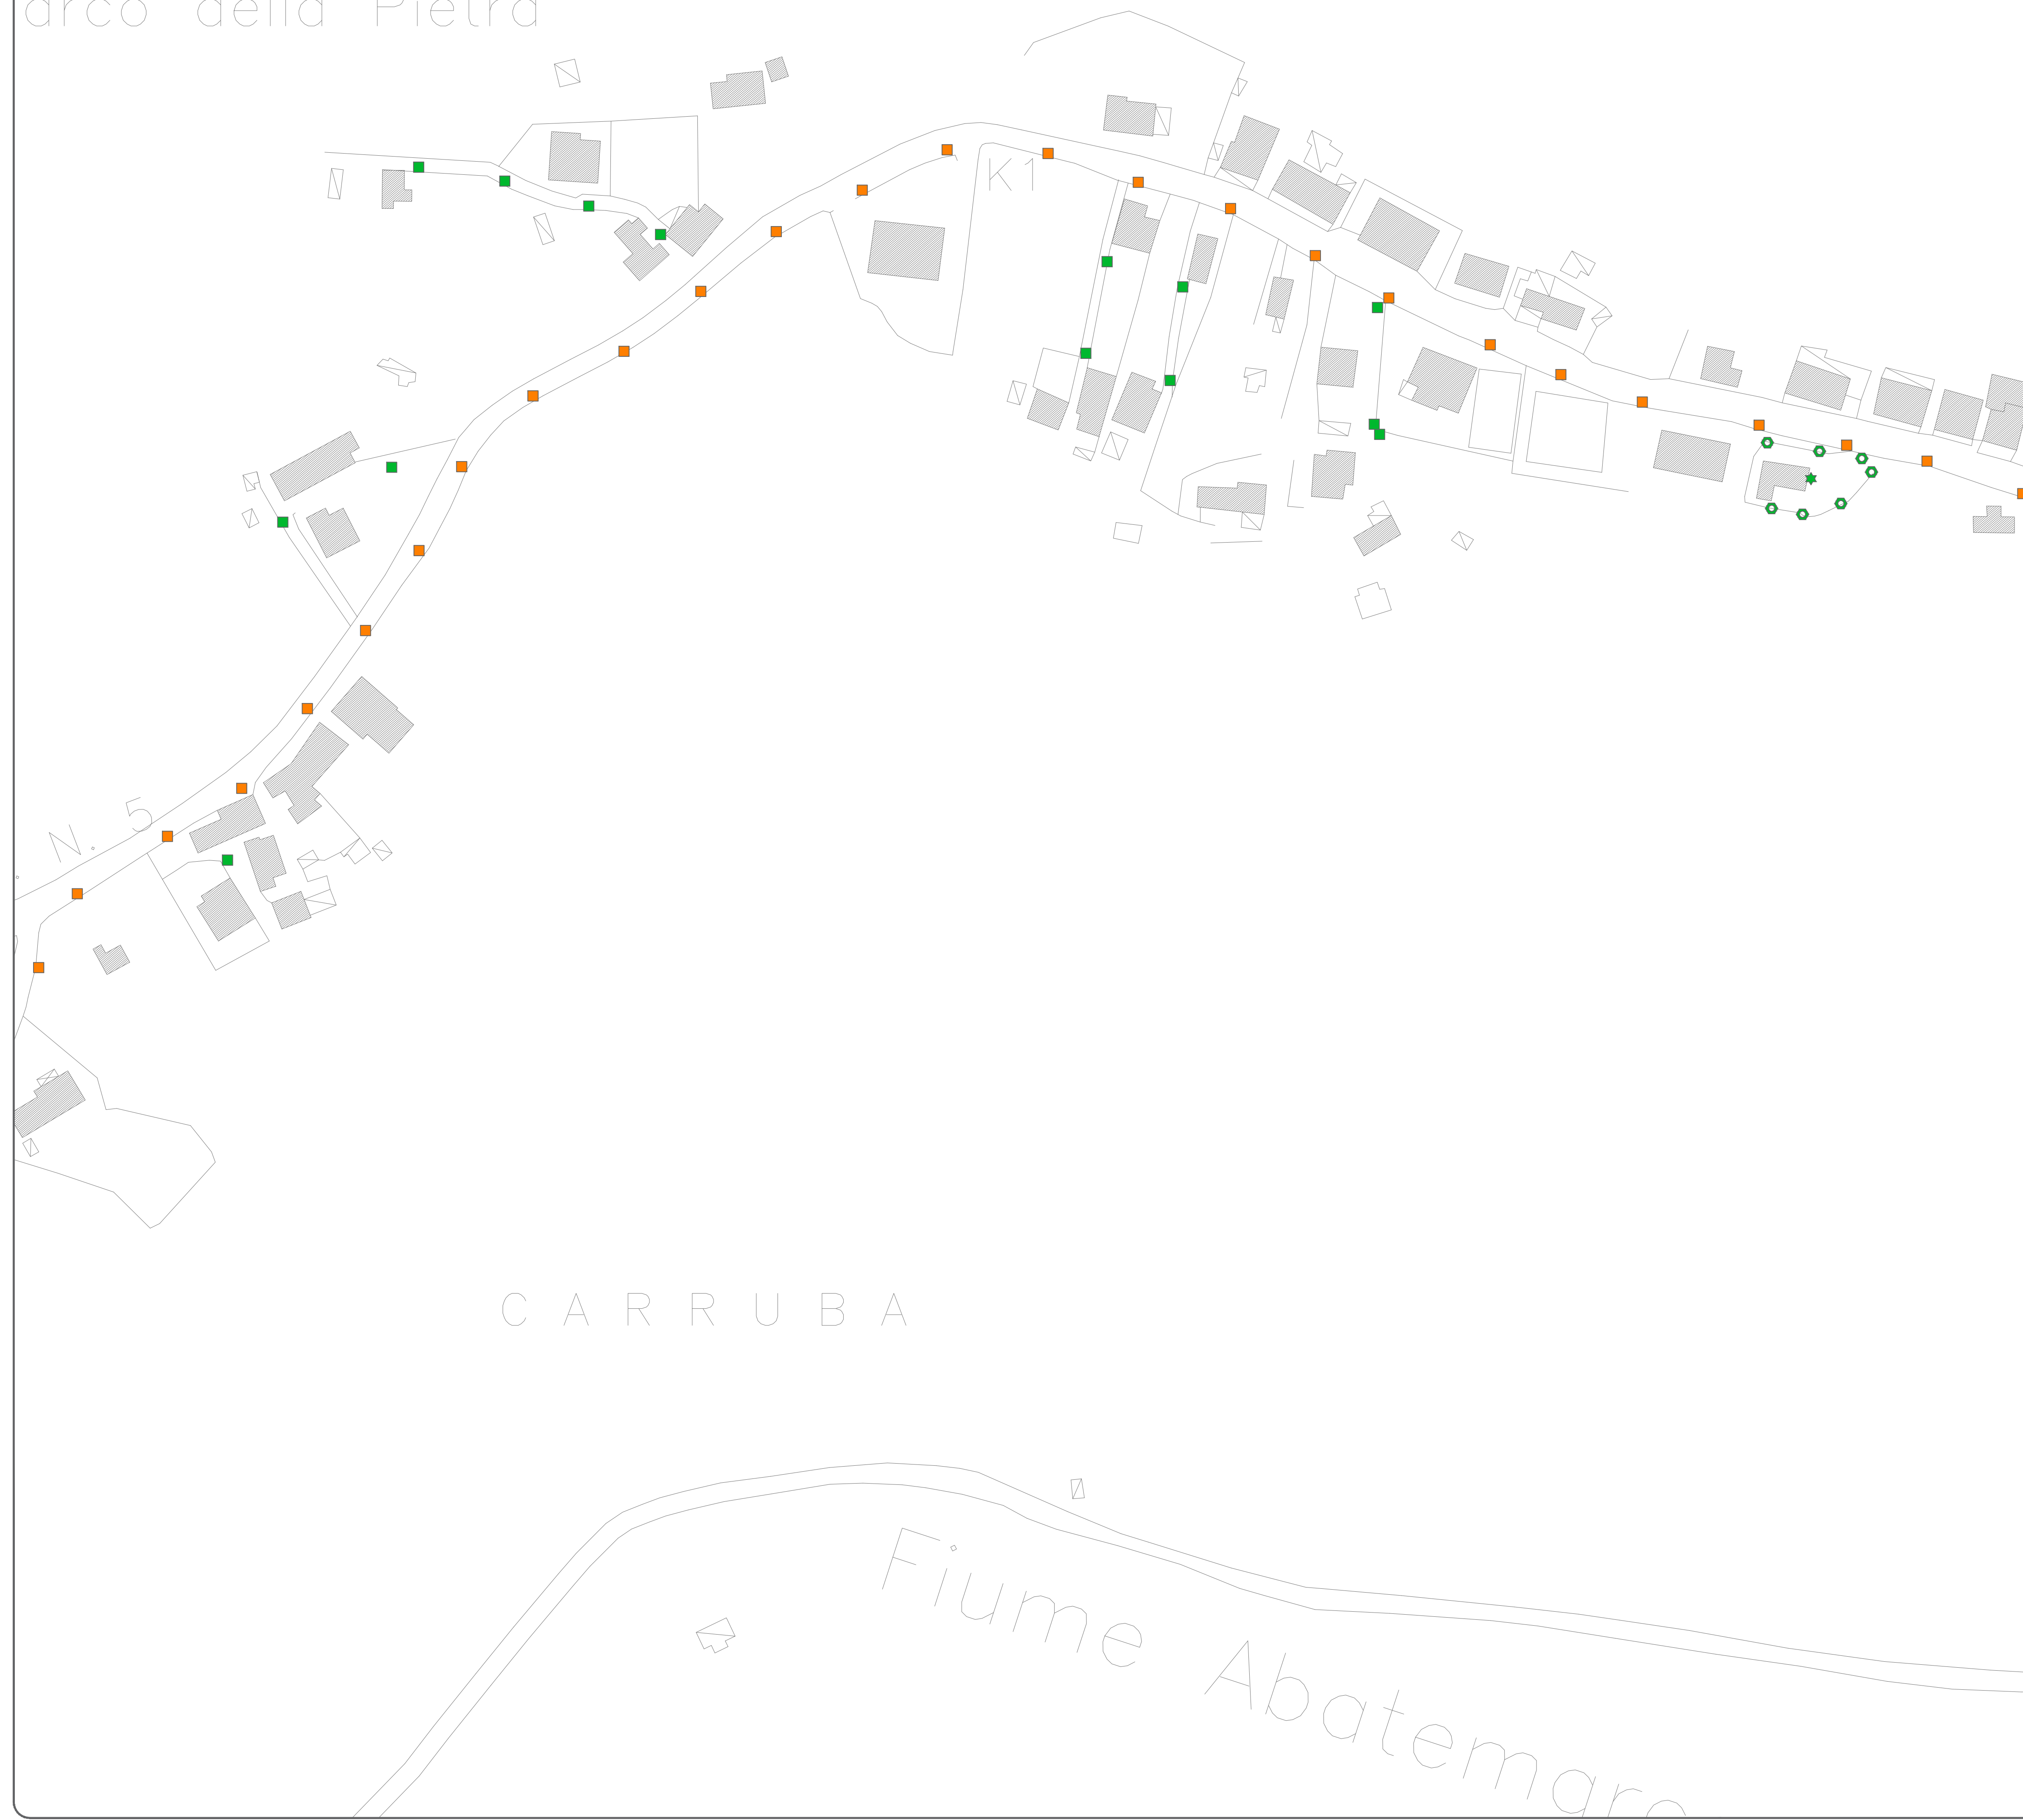 arco della Pietra
K1
N. 5
CARRUBA
Fiume Abatemarco